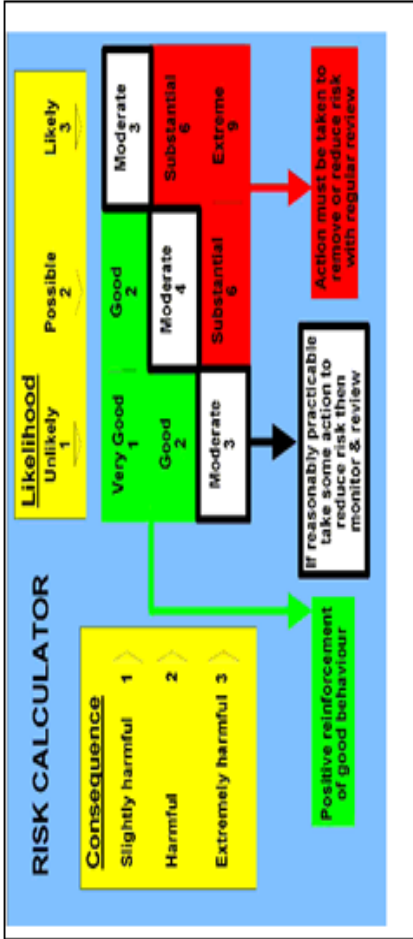 RISK CALCULATOR
Likelihood
Unlikely Possible Likely
1 2 3
Consequence
Slightly harmful 1
Harmful 2
Extremely harmful 3
Very Good
1
Good
2
Moderate
3
Good
2
Moderate
4
Substantial
6
Moderate
3
Substantial
6
Extreme
9
Positive reinforcement
of good behaviour
If reasonably practicable
take some action to
reduce risk then
monitor & review
Action must be taken to
remove or reduce risk
with regular review